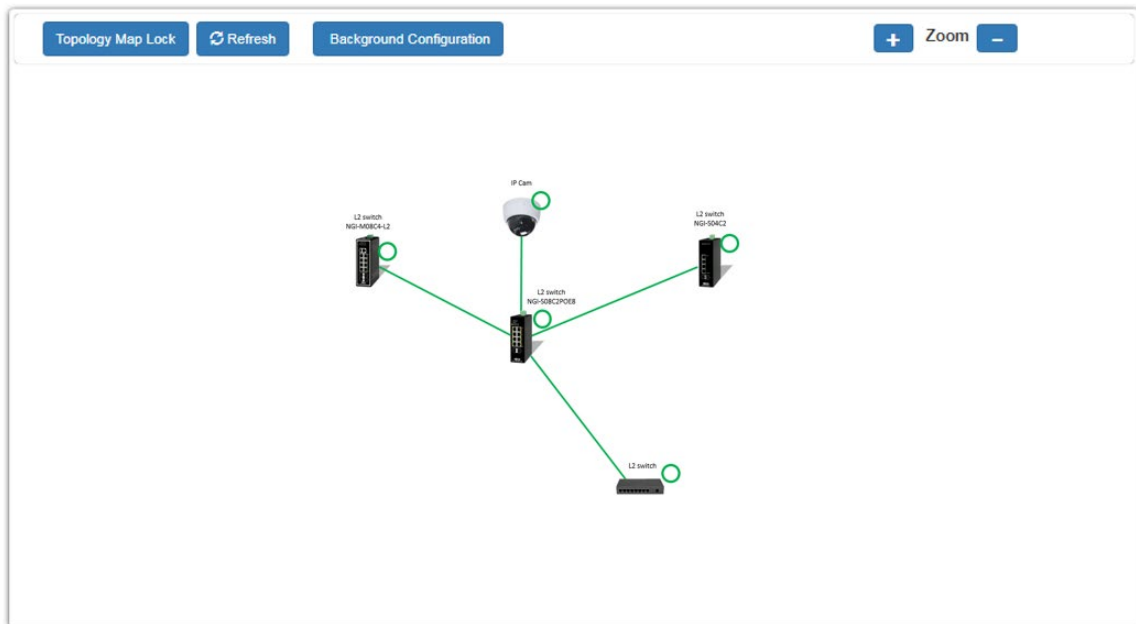 Topology Map Lock
Refresh
Background Configuration
+
Zoom
−
IP Cam
L2 switch
NGI-M08C4-L2
L2 switch
NGI-S04C2
L2 switch
NGI-S08C2POE8
L2 switch